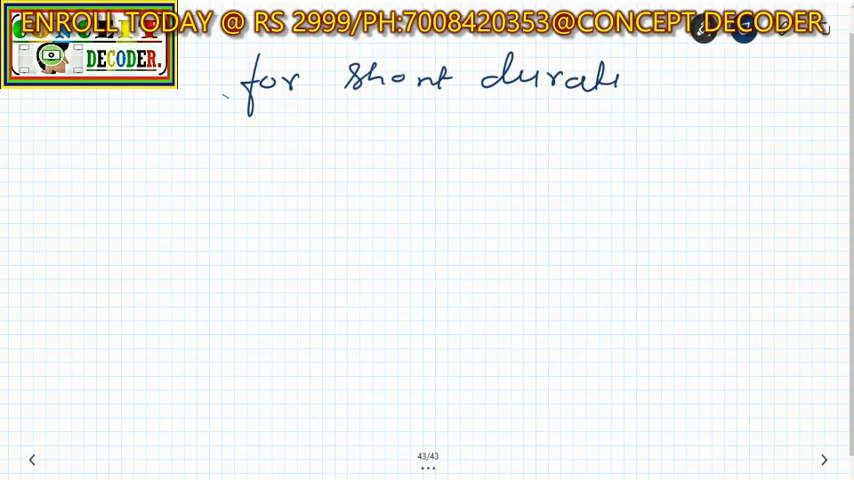 ENROLL TODAY @ RS 2999/PH:7008420353@CONCEPT DECODER.
DECODER.
for short durati
43/43